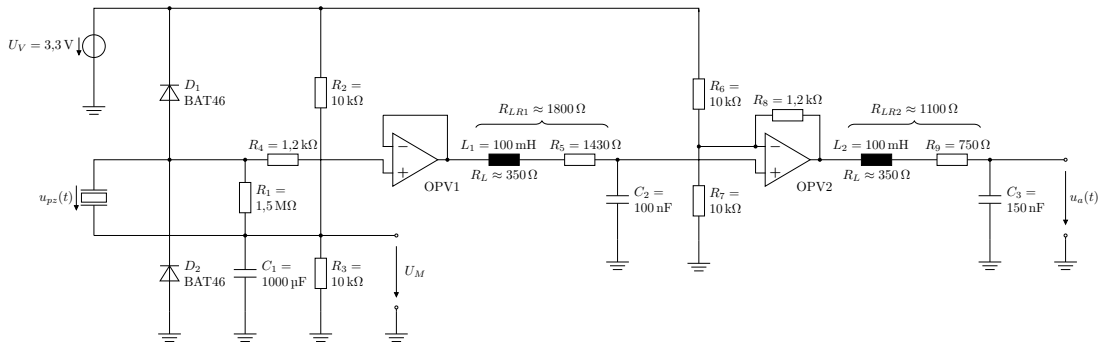 U_V = 3,3 V
D_1
BAT46
R_2 =
10 kΩ
R_4 = 1,2 kΩ
R_1 =
1,5 MΩ
u_pz(t)
D_2
BAT46
C_1 =
1000 µF
R_3 =
10 kΩ
U_M
−
+
OPV1
R_LR1 ≈ 1800 Ω
L_1 = 100 mH
R_5 = 1430 Ω
R_L ≈ 350 Ω
C_2 =
100 nF
R_6 =
10 kΩ
R_8 = 1,2 kΩ
R_7 =
10 kΩ
−
+
OPV2
R_LR2 ≈ 1100 Ω
L_2 = 100 mH
R_9 = 750 Ω
R_L ≈ 350 Ω
C_3 =
150 nF
u_a(t)